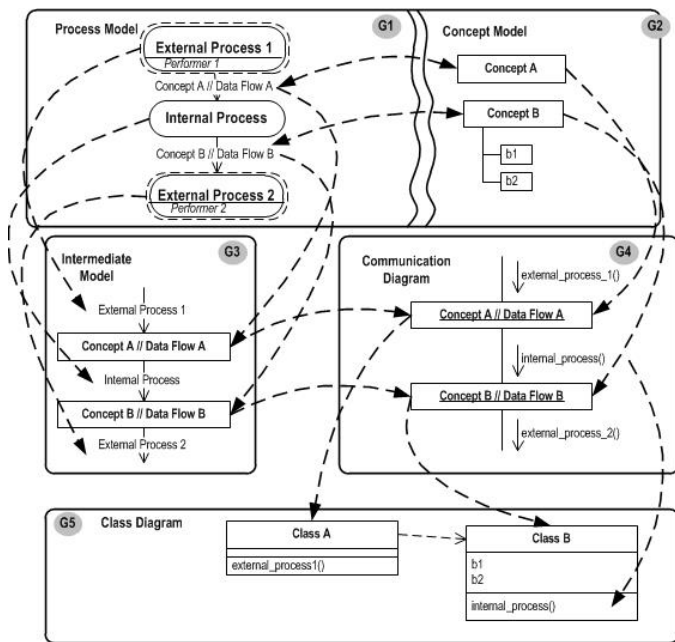 Process Model
G1
External Process 1
Performer 1
Concept A // Data Flow A
Internal Process
Concept B // Data Flow B
External Process 2
Performer 2
Concept Model
G2
Concept A
Concept B
b1
b2
Intermediate
Model
G3
External Process 1
Concept A // Data Flow A
Internal Process
Concept B // Data Flow B
External Process 2
Communication
Diagram
G4
external_process_1()
Concept A // Data Flow A
internal_process()
Concept B // Data Flow B
external_process_2()
G5
Class Diagram
Class A
external_process1()
Class B
b1
b2
internal_process()